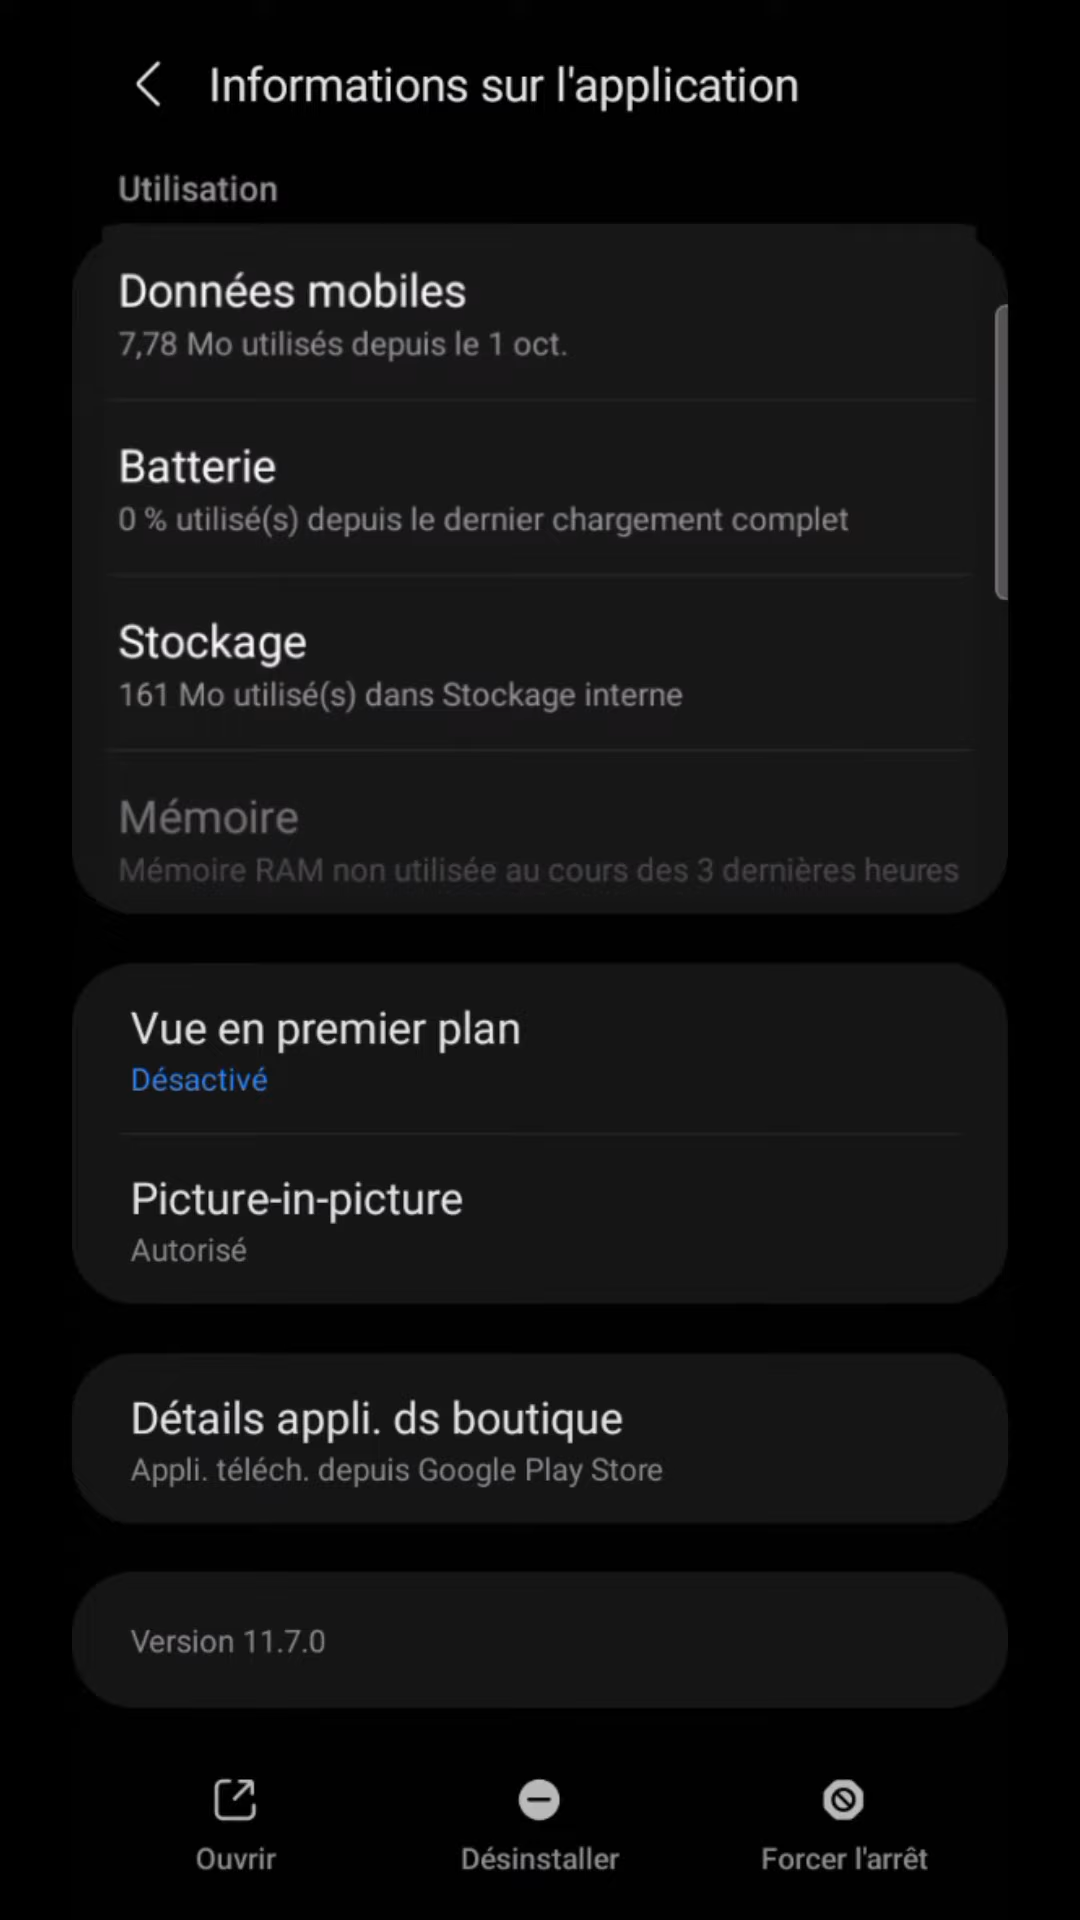 Informations sur l'application
Utilisation
Données mobiles
7,78 Mo utilisés depuis le 1 oct.
Batterie
0 % utilisé(s) depuis le dernier chargement complet
Stockage
161 Mo utilisé(s) dans Stockage interne
Mémoire
Mémoire RAM non utilisée au cours des 3 dernières heures
Vue en premier plan
Désactivé
Picture-in-picture
Autorisé
Détails appli. ds boutique
Appli. téléch. depuis Google Play Store
Version 11.7.0
Ouvrir
Désinstaller
Forcer l'arrêt